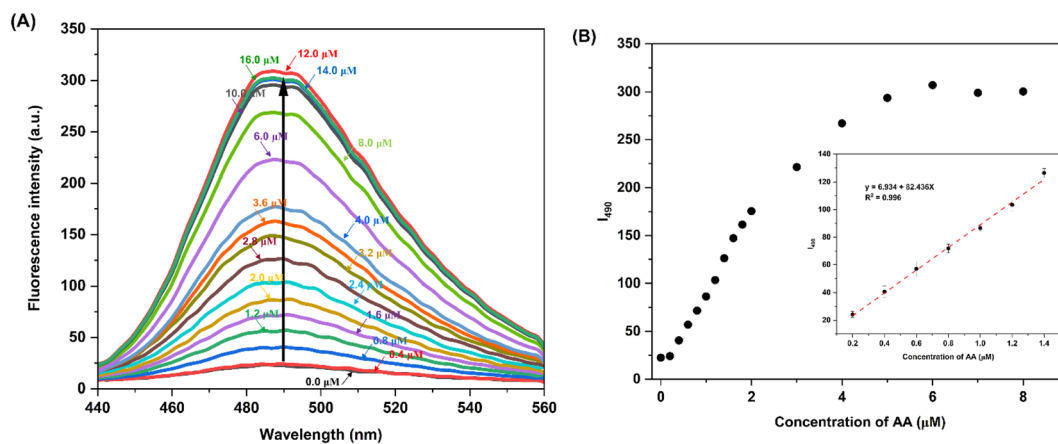 (A)
Fluorescence intensity (a.u.)
350
300
250
200
150
100
50
0
16.0 µM
12.0 µM
14.0 µM
10.0 µM
8.0 µM
6.0 µM
4.0 µM
3.6 µM
3.2 µM
2.8 µM
2.4 µM
2.0 µM
1.6 µM
1.2 µM
0.8 µM
0.4 µM
0.0 µM
440 460 480 500 520 540 560
Wavelength (nm)
(B)
I490
350
300
250
200
150
100
50
0
0 2 4 6 8
Concentration of AA (µM)
y = 6.934 + 82.436X
R² = 0.996
140
120
100
80
60
40
20
0.2 0.4 0.6 0.8 1.0 1.2 1.4
Concentration of AA (µM)